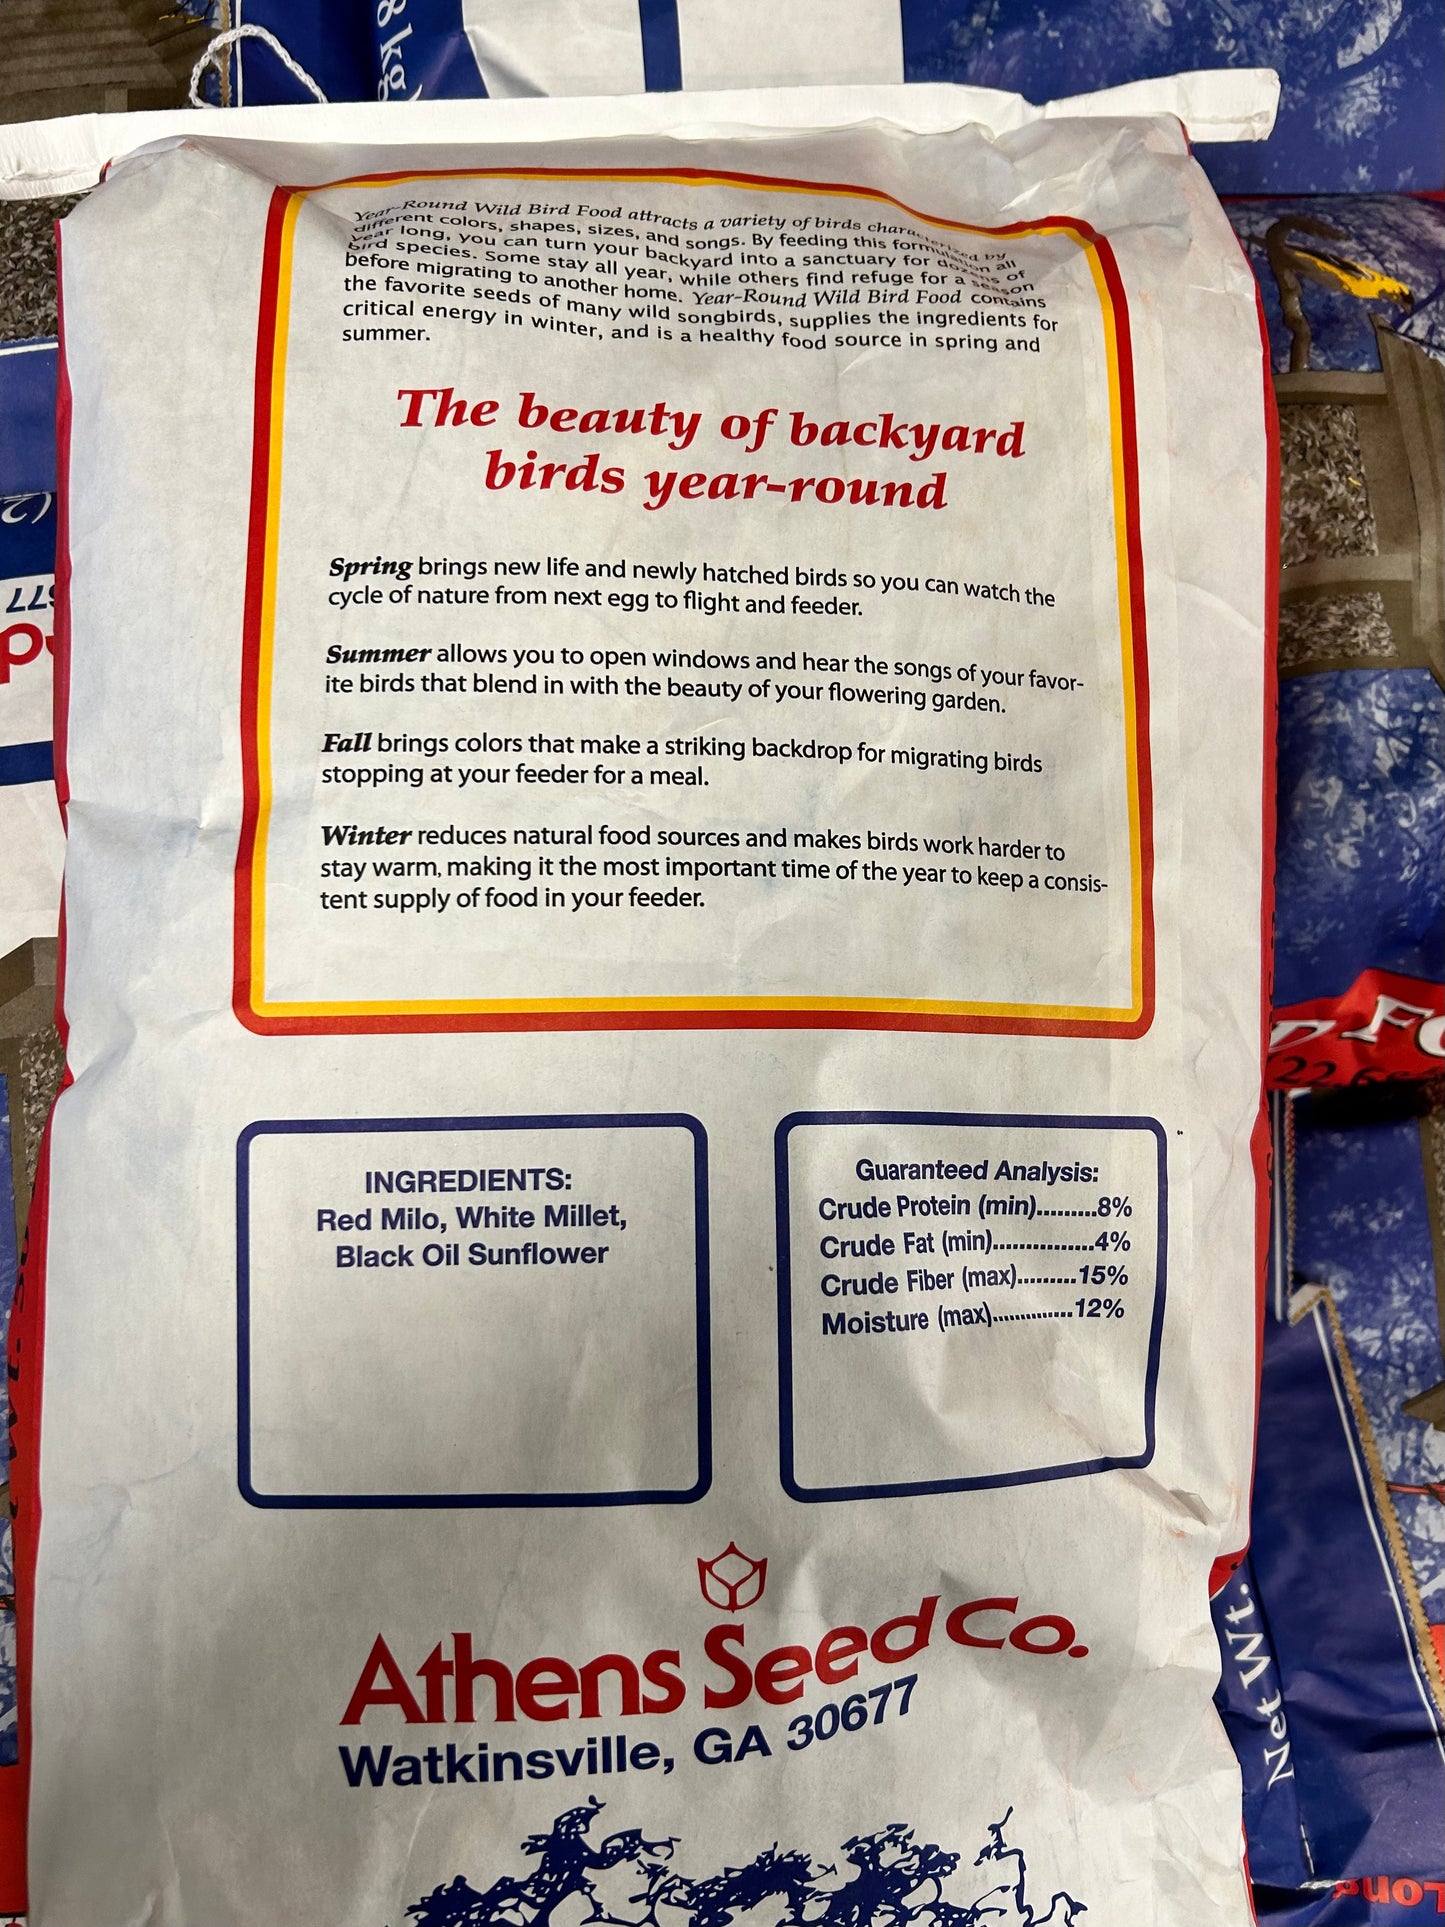 8 kg)
Year-Round Wild Bird Food attracts a variety of birds characterized by
different colors, shapes, sizes, and songs. By feeding this formulation all
year long, you can turn your backyard into a sanctuary for dozens of
bird species. Some stay all year, while others find refuge for a season
before migrating to another home. Year-Round Wild Bird Food contains
the favorite seeds of many wild songbirds, supplies the ingredients for
critical energy in winter, and is a healthy food source in spring and
summer.
The beauty of backyard
birds year-round
Spring brings new life and newly hatched birds so you can watch the
cycle of nature from next egg to flight and feeder.
Summer allows you to open windows and hear the songs of your favor-
ite birds that blend in with the beauty of your flowering garden.
Fall brings colors that make a striking backdrop for migrating birds
stopping at your feeder for a meal.
Winter reduces natural food sources and makes birds work harder to
stay warm, making it the most important time of the year to keep a consis-
tent supply of food in your feeder.
INGREDIENTS:
Red Milo, White Millet,
Black Oil Sunflower
Guaranteed Analysis:
Crude Protein (min).........8%
Crude Fat (min)...............4%
Crude Fiber (max).........15%
Moisture (max).............12%
Athens Seed Co.
Watkinsville, GA 30677
Net Wt.